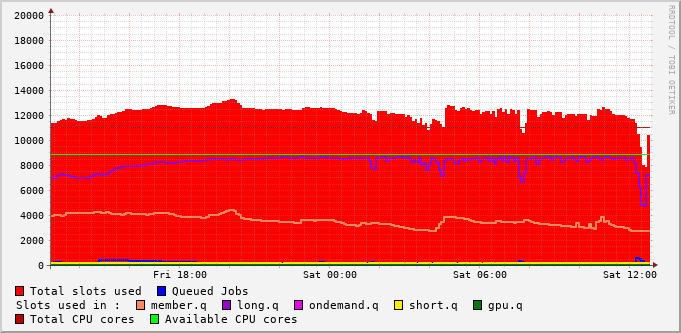 20000
18000
16000
14000
12000
10000
8000
6000
4000
2000
0
Fri 18:00 Sat 00:00 Sat 06:00 Sat 12:00
Total slots used Queued Jobs
Slots used in : member.q long.q ondemand.q short.q gpu.q
Total CPU cores Available CPU cores
RRDTOOL / TOBI OETIKER